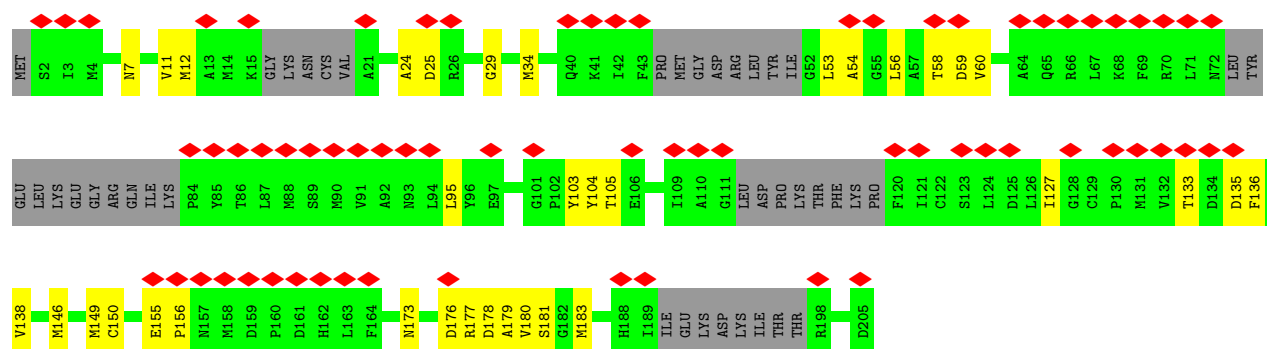 MET S2 I3 M4 N7 V11 M12 A13 M14 K15 GLY LYS ASN CYS VAL A21 A24 D25 R26 G29 M34 Q40 K41 I42 F43 PRO MET GLY ASP ARG LEU TYR ILE G52 L53 A54 G55 L56 A57 T58 D59 V60 A64 Q65 R66 L67 K68 F69 R70 L71 N72 LEU TYR
GLU LEU LYS GLU GLY ARG GLN ILE LYS P84 Y85 T86 L87 M88 S89 M90 V91 A92 N93 L94 L95 Y96 E97 G101 P102 Y103 Y104 T105 E106 I109 A110 G111 LEU ASP PRO LYS THR PHE LYS PRO F120 I121 C122 S123 L124 D125 L126 I127 G128 C129 P130 M131 V132 T133 D134 D135 F136
V138 M146 M149 C150 E155 P156 N157 M158 D159 P160 D161 H162 L163 F164 N173 D176 R177 D178 A179 V180 S181 G182 M183 H188 I189 ILE GLU LYS ASP LYS ILE THR THR R198 D205